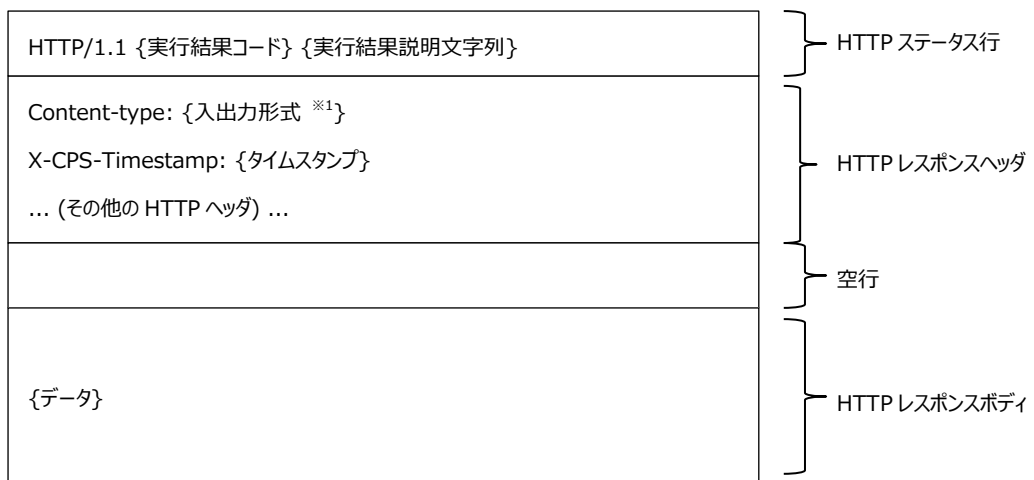 HTTP/1.1 {実行結果コード} {実行結果説明文字列}
HTTP ステータス行
Content-type: {入出力形式 ※1}
X-CPS-Timestamp: {タイムスタンプ}
... (その他の HTTP ヘッダ) ...
HTTP レスポンスヘッダ
空行
{データ}
HTTP レスポンスボディ